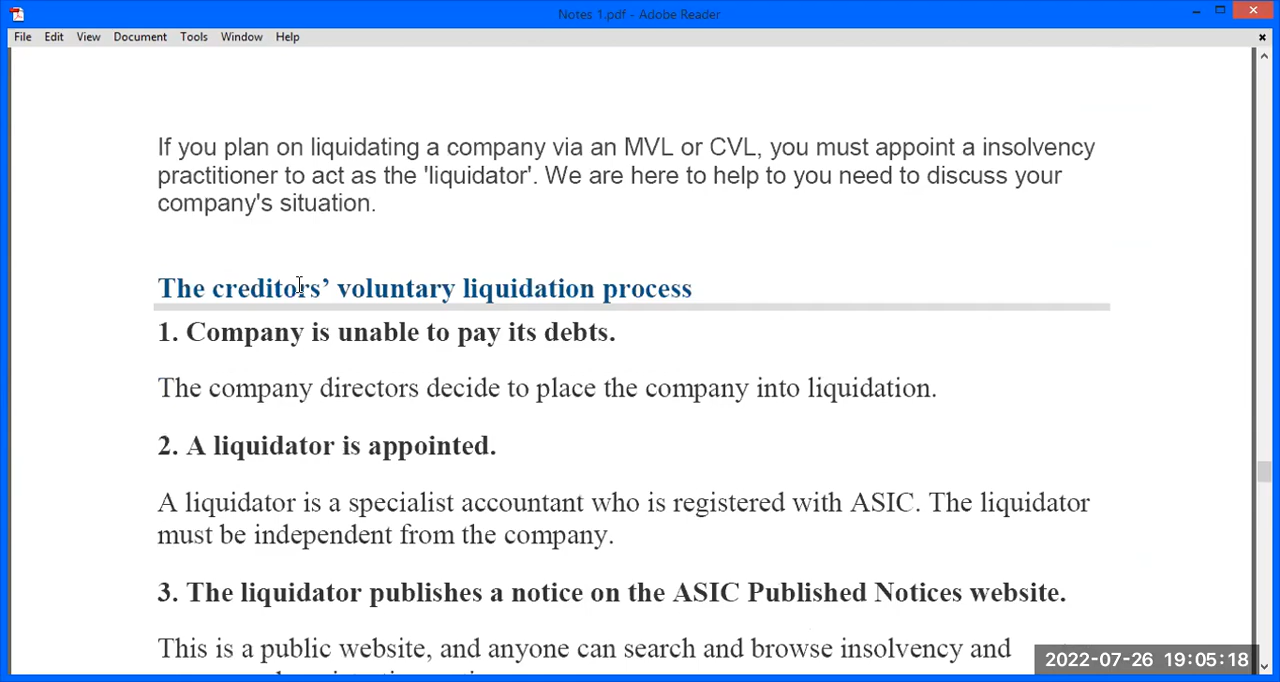 Notes 1.pdf - Adobe Reader
File Edit View Document Tools Window Help
If you plan on liquidating a company via an MVL or CVL, you must appoint a insolvency
practitioner to act as the 'liquidator'. We are here to help to you need to discuss your
company's situation.
The creditors’ voluntary liquidation process
1. Company is unable to pay its debts.
The company directors decide to place the company into liquidation.
2. A liquidator is appointed.
A liquidator is a specialist accountant who is registered with ASIC. The liquidator
must be independent from the company.
3. The liquidator publishes a notice on the ASIC Published Notices website.
This is a public website, and anyone can search and browse insolvency and
2022-07-26 19:05:18